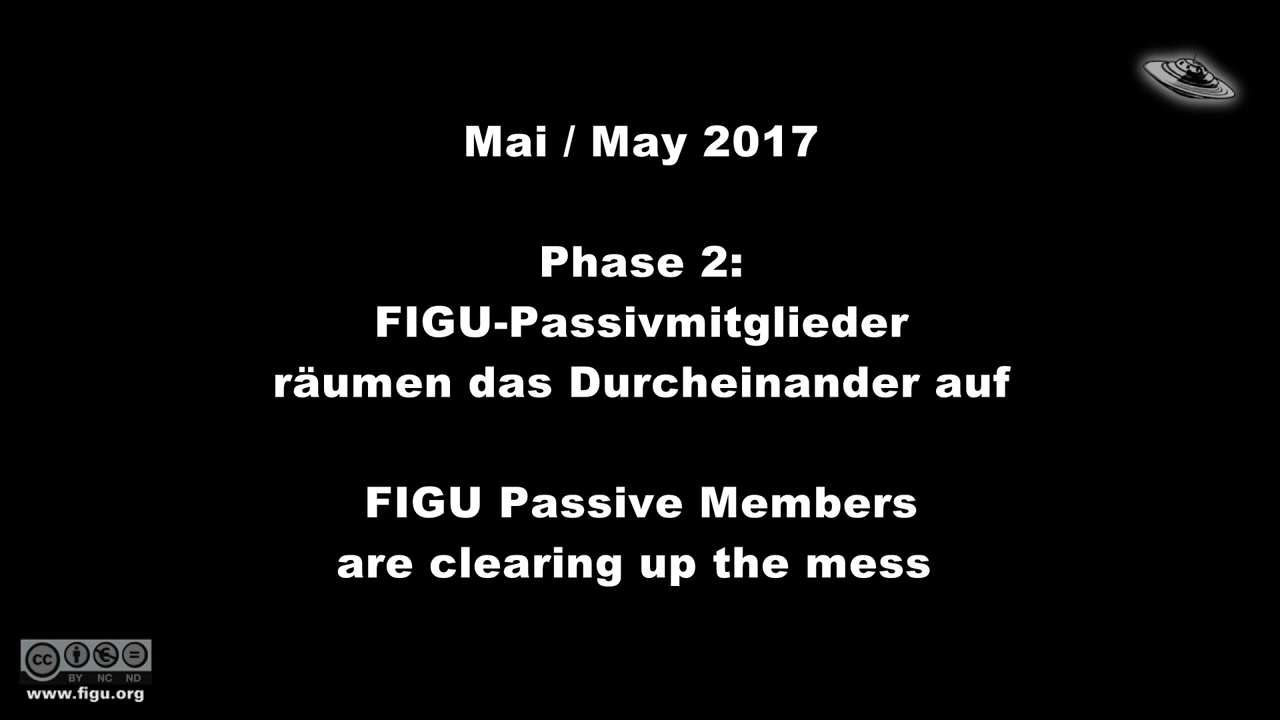 Mai / May 2017
Phase 2:
FIGU-Passivmitglieder
räumen das Durcheinander auf
FIGU Passive Members
are clearing up the mess
cc
BY NC ND
www.figu.org